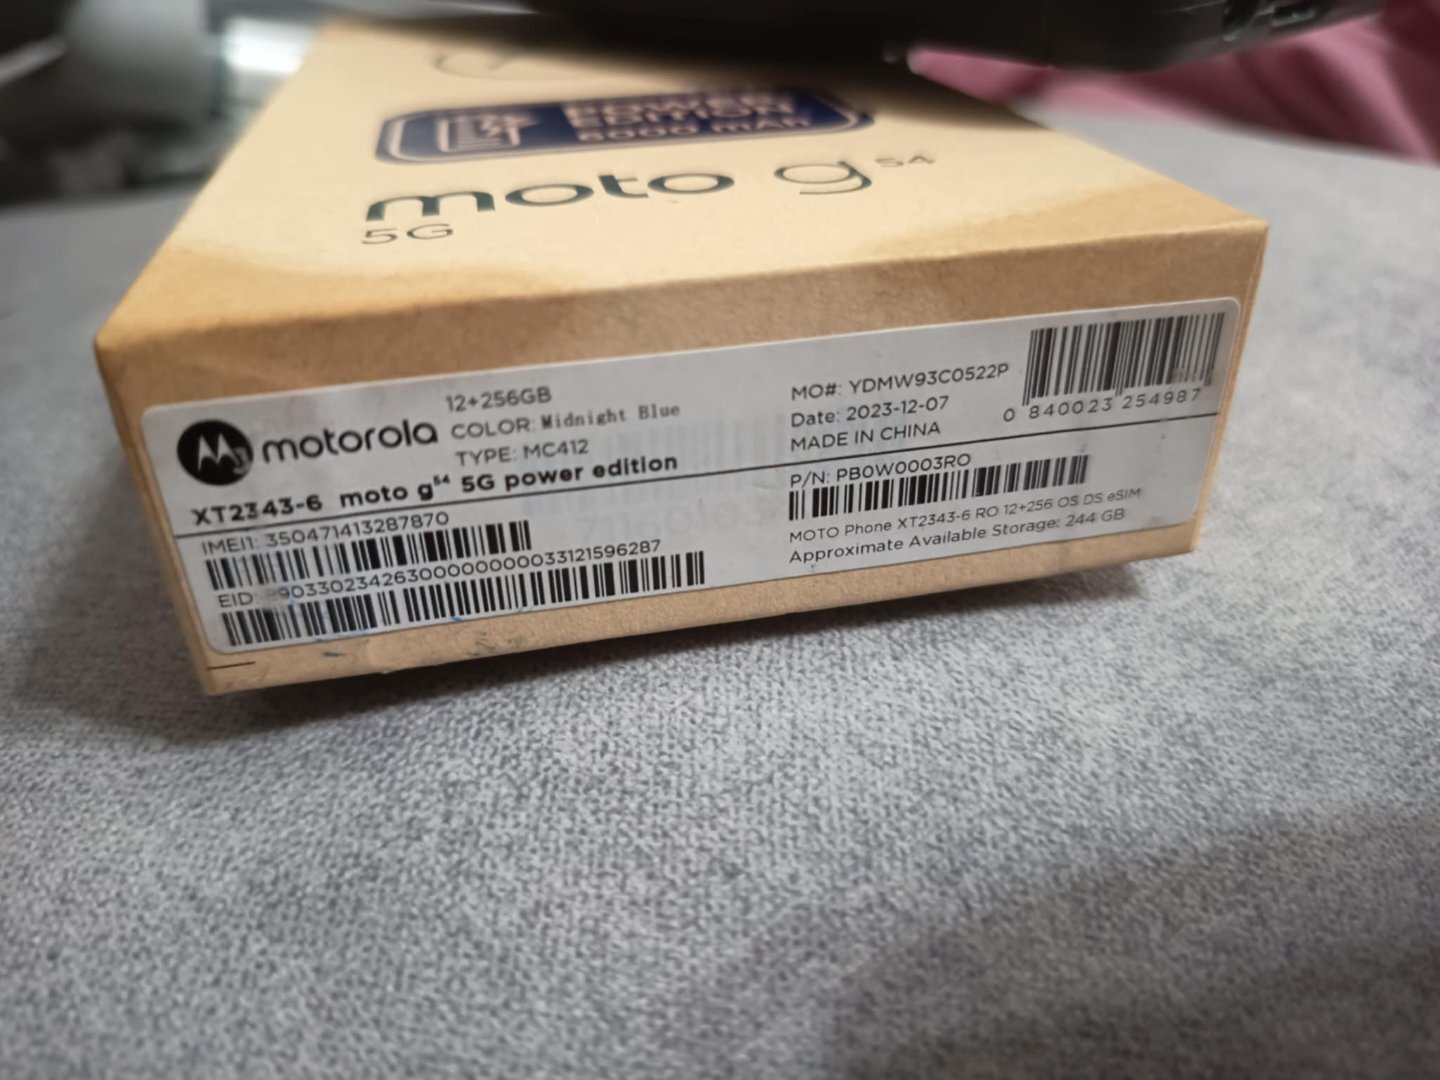 POWER
EDITION
6000 mAh
moto g54
5G
motorola
12+256GB
COLOR: Midnight Blue
TYPE: MC412
XT2343-6 moto g54 5G power edition
IMEI1: 350471413287870
EID: 89033023426300000000033121596287
MO#: YDMW93C0522P
Date: 2023-12-07
MADE IN CHINA
0 840023 254987
P/N: PB0W0003RO
MOTO Phone XT2343-6 RO 12+256 OS DS eSIM
Approximate Available Storage: 244 GB